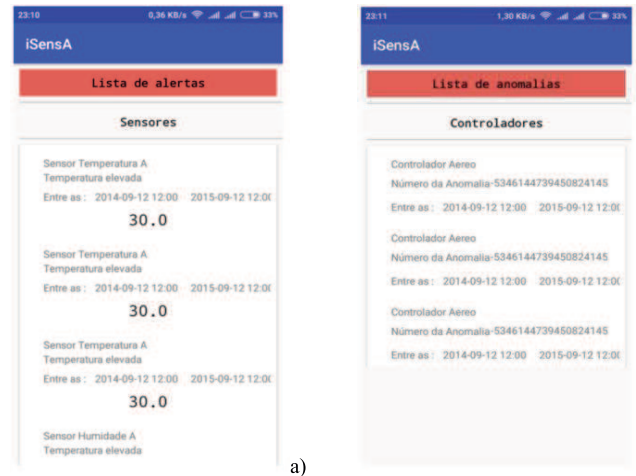 23:10 0,36 KB/s 33%
iSensA
Lista de alertas
Sensores
Sensor Temperatura A
Temperatura elevada
Entre as : 2014-09-12 12:00 2015-09-12 12:0(
30.0
Sensor Temperatura A
Temperatura elevada
Entre as : 2014-09-12 12:00 2015-09-12 12:0(
30.0
Sensor Temperatura A
Temperatura elevada
Entre as : 2014-09-12 12:00 2015-09-12 12:0(
30.0
Sensor Humidade A
Temperatura elevada
a)
23:11 1,30 KB/s 33%
iSensA
Lista de anomalias
Controladores
Controlador Aereo
Número da Anomalia-5346144739450824145
Entre as : 2014-09-12 12:00 2015-09-12 12:0(
Controlador Aereo
Número da Anomalia-5346144739450824145
Entre as : 2014-09-12 12:00 2015-09-12 12:0(
Controlador Aereo
Número da Anomalia-5346144739450824145
Entre as : 2014-09-12 12:00 2015-09-12 12:0(